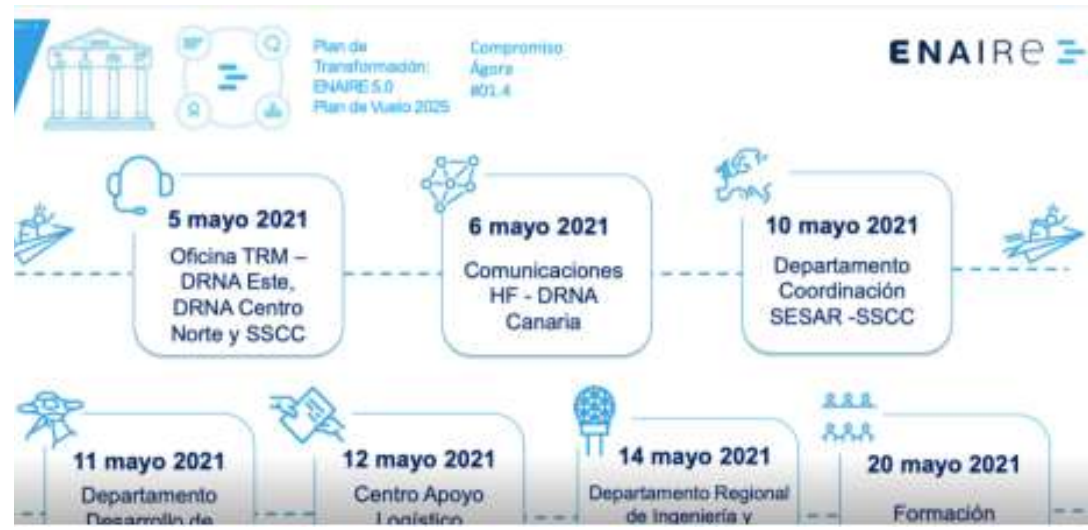 Plan de
Transformación:
ENAIRE 5.0
Plan de Vuelo 2025
Compromiso
Ágora
#01.4
ENAIRe
5 mayo 2021
Oficina TRM –
DRNA Este,
DRNA Centro
Norte y SSCC
6 mayo 2021
Comunicaciones
HF - DRNA
Canaria
10 mayo 2021
Departamento
Coordinación
SESAR -SSCC
11 mayo 2021
Departamento
Desarrollo de
12 mayo 2021
Centro Apoyo
Logístico
14 mayo 2021
Departamento Regional
de Ingeniería y
20 mayo 2021
Formación